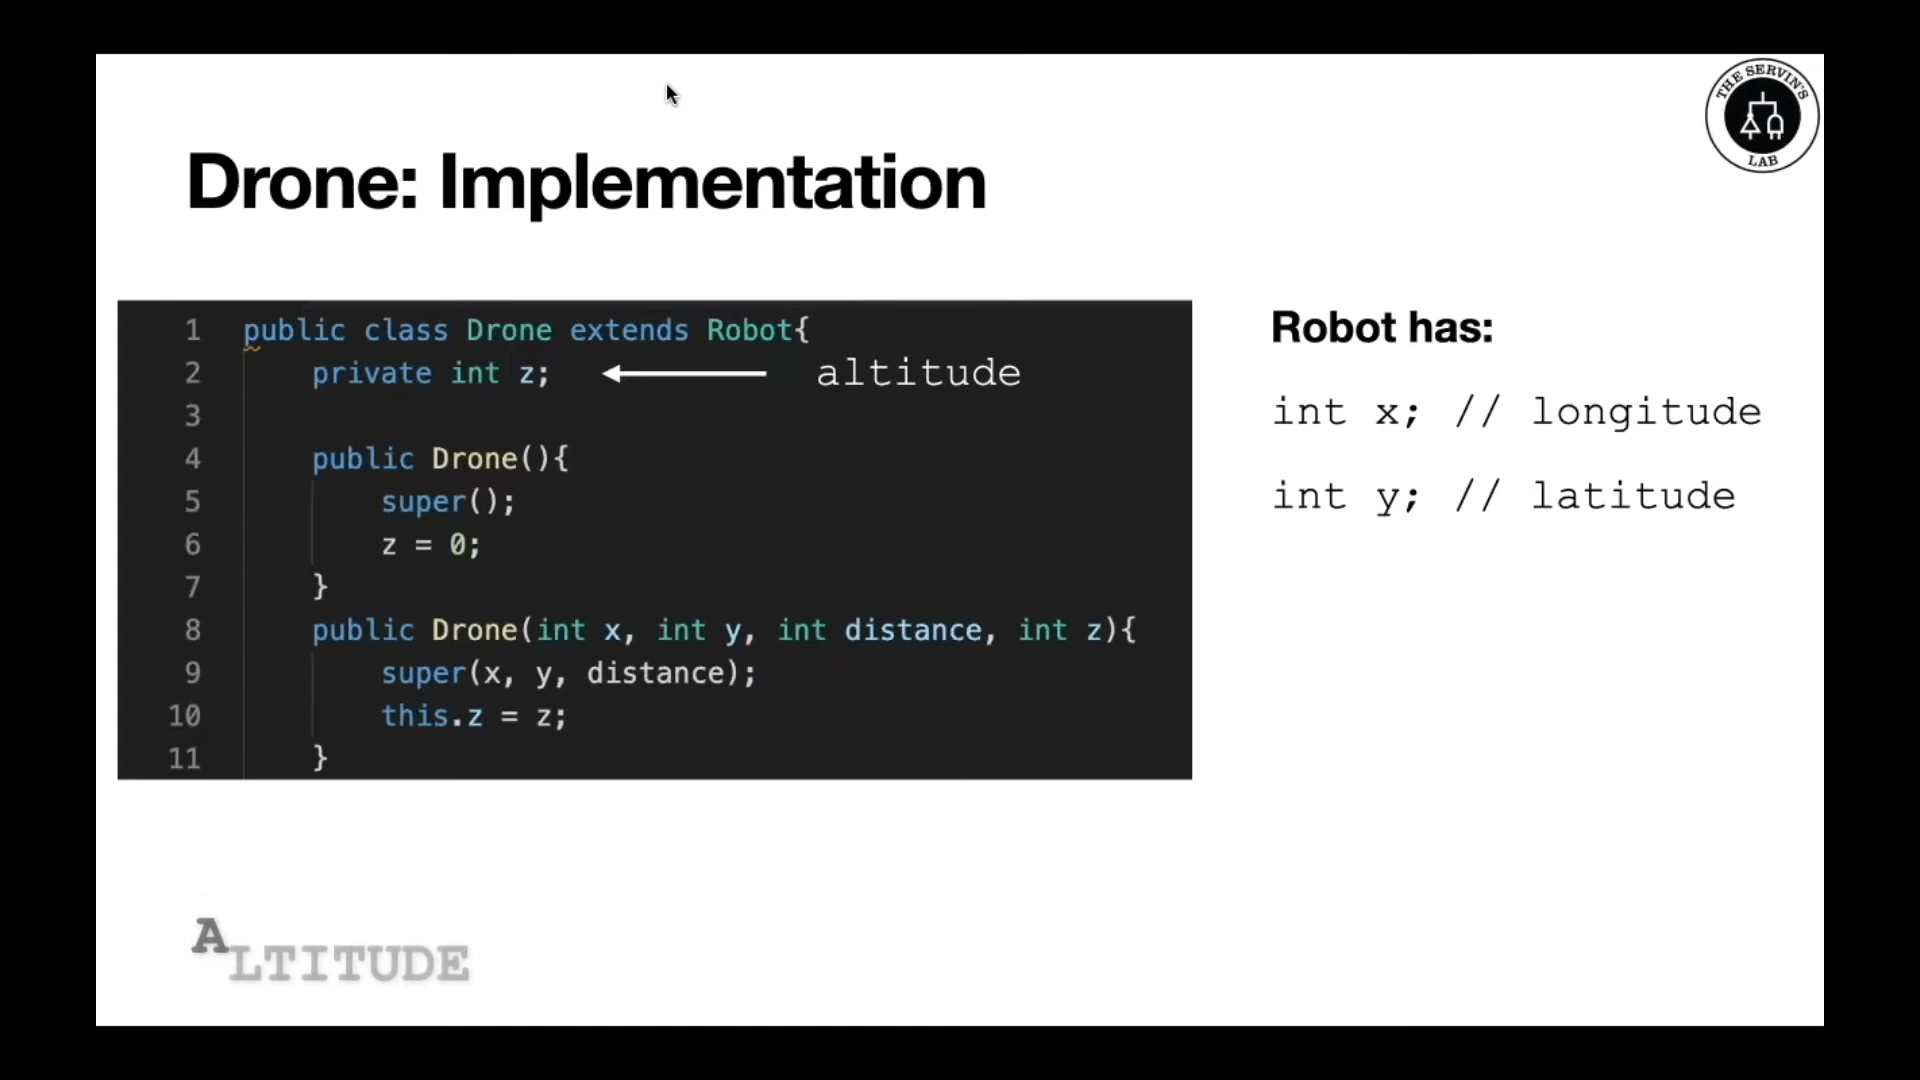 THE SERVIN'S
LAB
Drone: Implementation
1 public class Drone extends Robot{
2 private int z; altitude
3
4 public Drone(){
5 super();
6 z = 0;
7 }
8 public Drone(int x, int y, int distance, int z){
9 super(x, y, distance);
10 this.z = z;
11 }
Robot has:
int x; // longitude
int y; // latitude
ALTITUDE